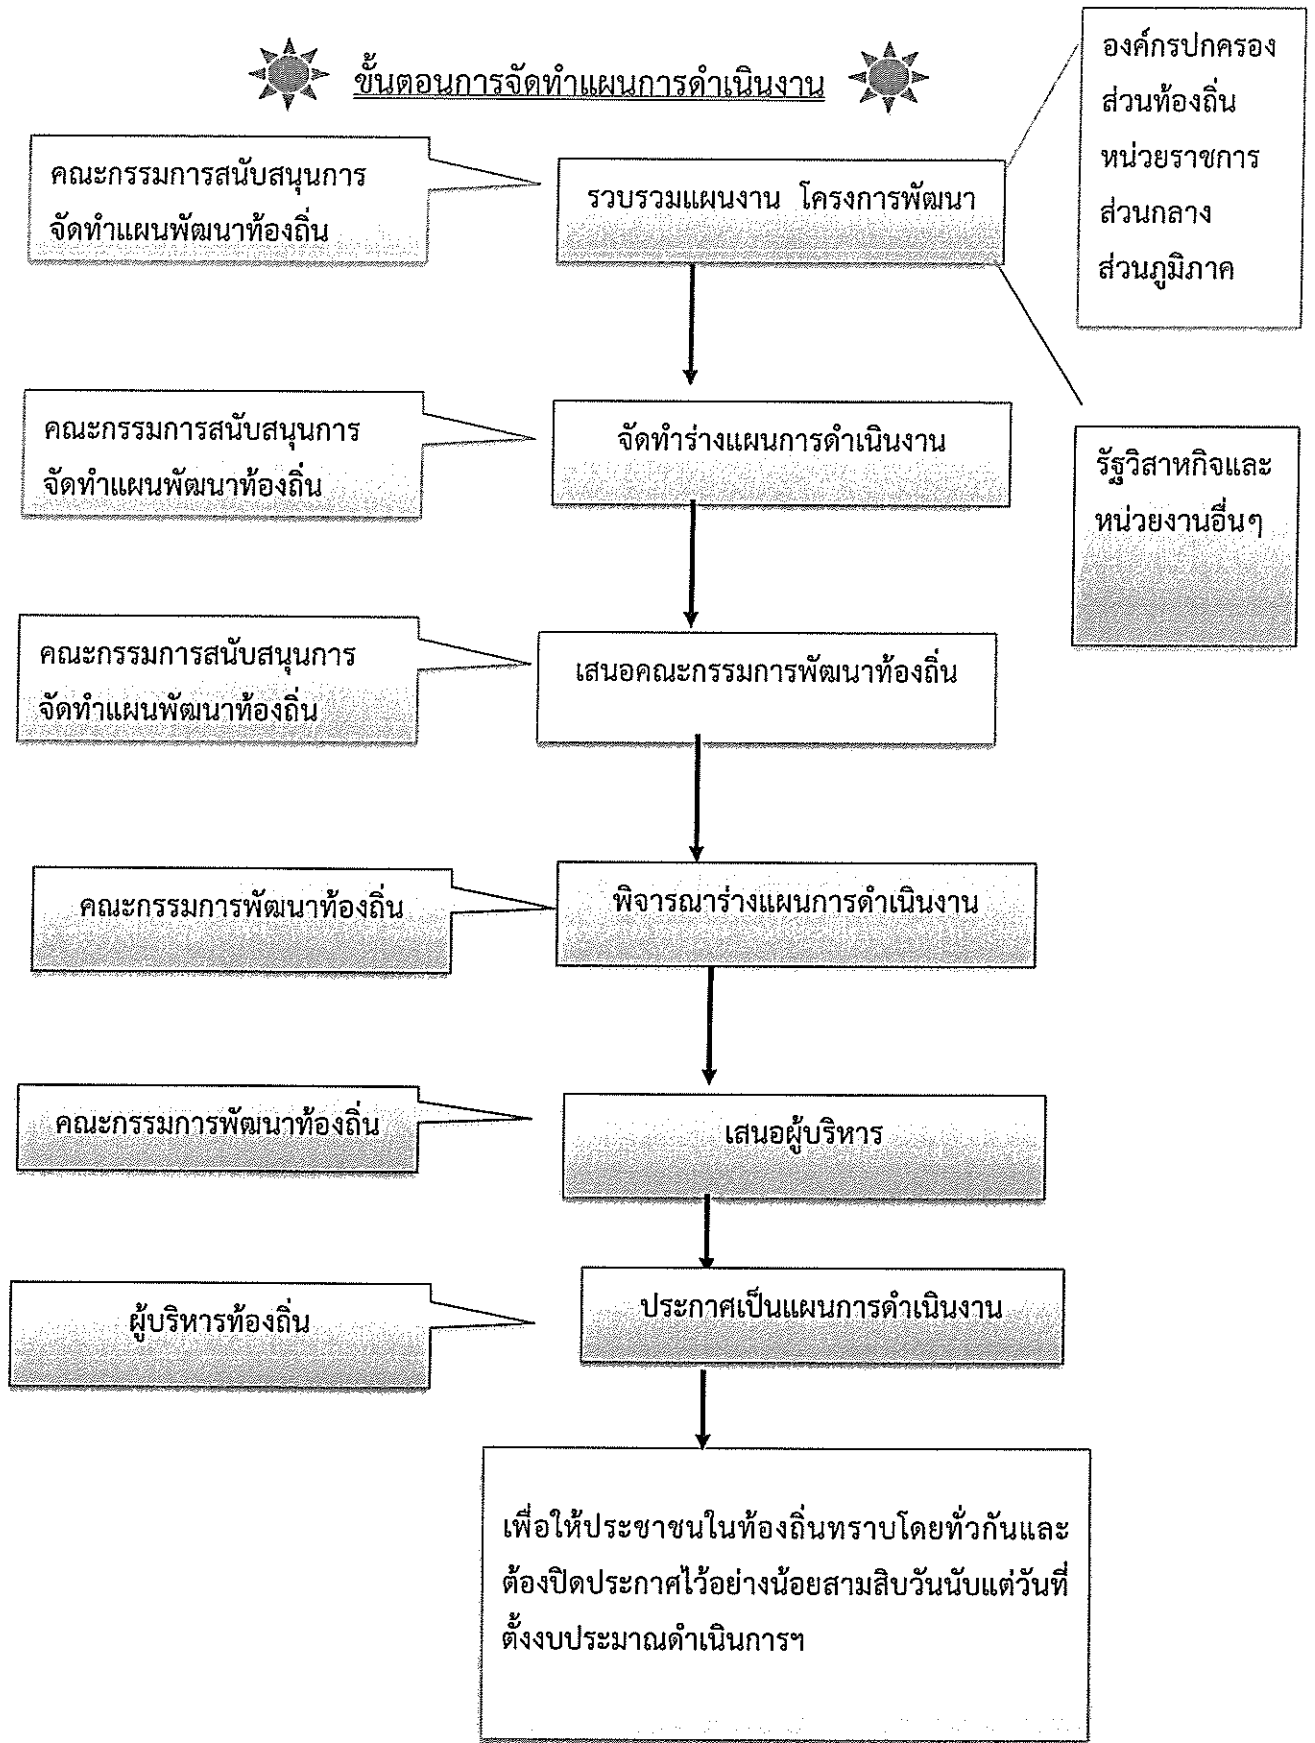 ขั้นตอนการจัดทำแผนการดำเนินงาน
องค์กรปกครอง
ส่วนท้องถิ่น
หน่วยราชการ
ส่วนกลาง
ส่วนภูมิภาค
คณะกรรมการสนับสนุนการ
จัดทำแผนพัฒนาท้องถิ่น
รวบรวมแผนงาน โครงการพัฒนา
คณะกรรมการสนับสนุนการ
จัดทำแผนพัฒนาท้องถิ่น
จัดทำร่างแผนการดำเนินงาน
รัฐวิสาหกิจและ
หน่วยงานอื่นๆ
คณะกรรมการสนับสนุนการ
จัดทำแผนพัฒนาท้องถิ่น
เสนอคณะกรรมการพัฒนาท้องถิ่น
คณะกรรมการพัฒนาท้องถิ่น
พิจารณาร่างแผนการดำเนินงาน
คณะกรรมการพัฒนาท้องถิ่น
เสนอผู้บริหาร
ผู้บริหารท้องถิ่น
ประกาศเป็นแผนการดำเนินงาน
เพื่อให้ประชาชนในท้องถิ่นทราบโดยทั่วกันและ
ต้องปิดประกาศไว้อย่างน้อยสามสิบวันนับแต่วันที่
ตั้งงบประมาณดำเนินการฯ